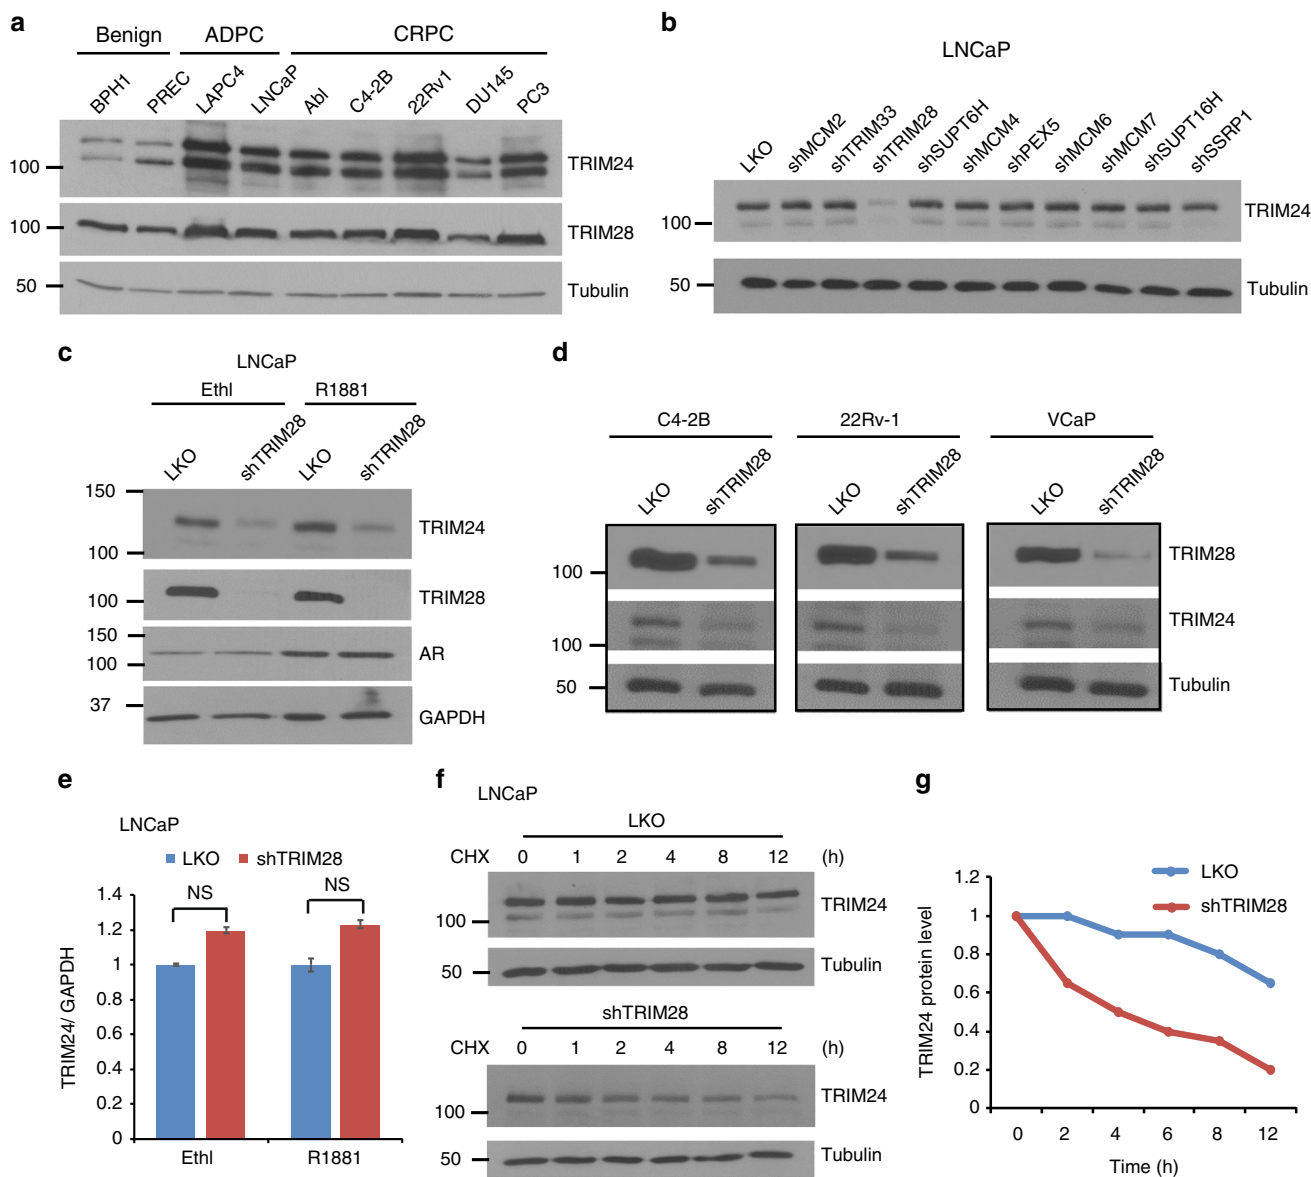 a
Benign ADPC CRPC
BPH1 PREC LAPC4 LNCaP Abl C4-2B 22Rv1 DU145 PC3
100 TRIM24
100 TRIM28
50 Tubulin
b
LNCaP
LKO shMCM2 shTRIM33 shTRIM28 shSUPT6H shMCM4 shPEX5 shMCM6 shMCM7 shSUPT16H shSSRP1
100 TRIM24
50 Tubulin
c
LNCaP
Ethl R1881
LKO shTRIM28 LKO shTRIM28
150
TRIM24
100
100 TRIM28
150
AR
100
37
GAPDH
d
C4-2B 22Rv-1 VCaP
LKO shTRIM28 LKO shTRIM28 LKO shTRIM28
100 TRIM28
TRIM24
100
50 Tubulin
e
LNCaP
LKO shTRIM28
NS NS
1.4
1.2
1
0.8
0.6
0.4
0.2
0
TRIM24/ GAPDH
Ethl R1881
f
LNCaP
LKO
CHX 0 1 2 4 8 12 (h)
TRIM24
100
50 Tubulin
shTRIM28
CHX 0 1 2 4 8 12 (h)
TRIM24
100
50 Tubulin
g
LKO
shTRIM28
1.2
1
0.8
0.6
0.4
0.2
0
TRIM24 protein level
0 2 4 6 8 12
Time (h)